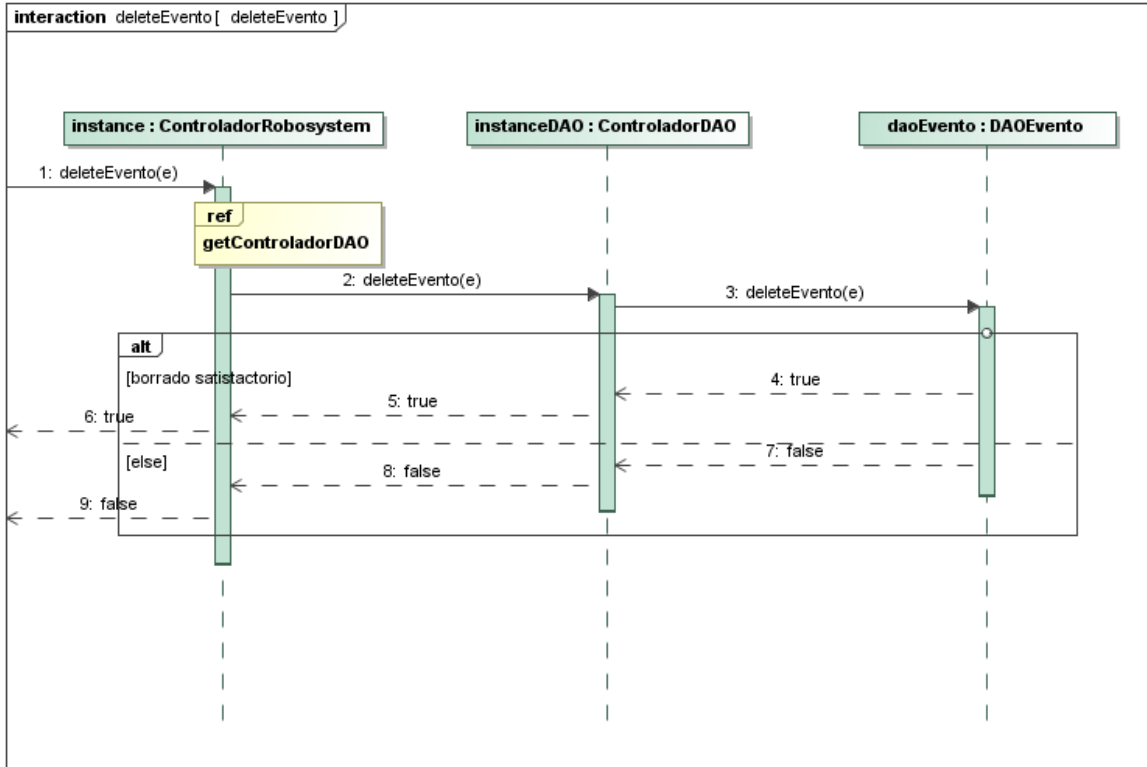 interaction deleteEvento[ deleteEvento ]
instance : ControladorRobosystem
instanceDAO : ControladorDAO
daoEvento : DAOEvento
1: deleteEvento(e)
ref
getControladorDAO
2: deleteEvento(e)
3: deleteEvento(e)
alt
[borrado satistactorio]
4: true
5: true
6: true
[else]
7: false
8: false
9: false